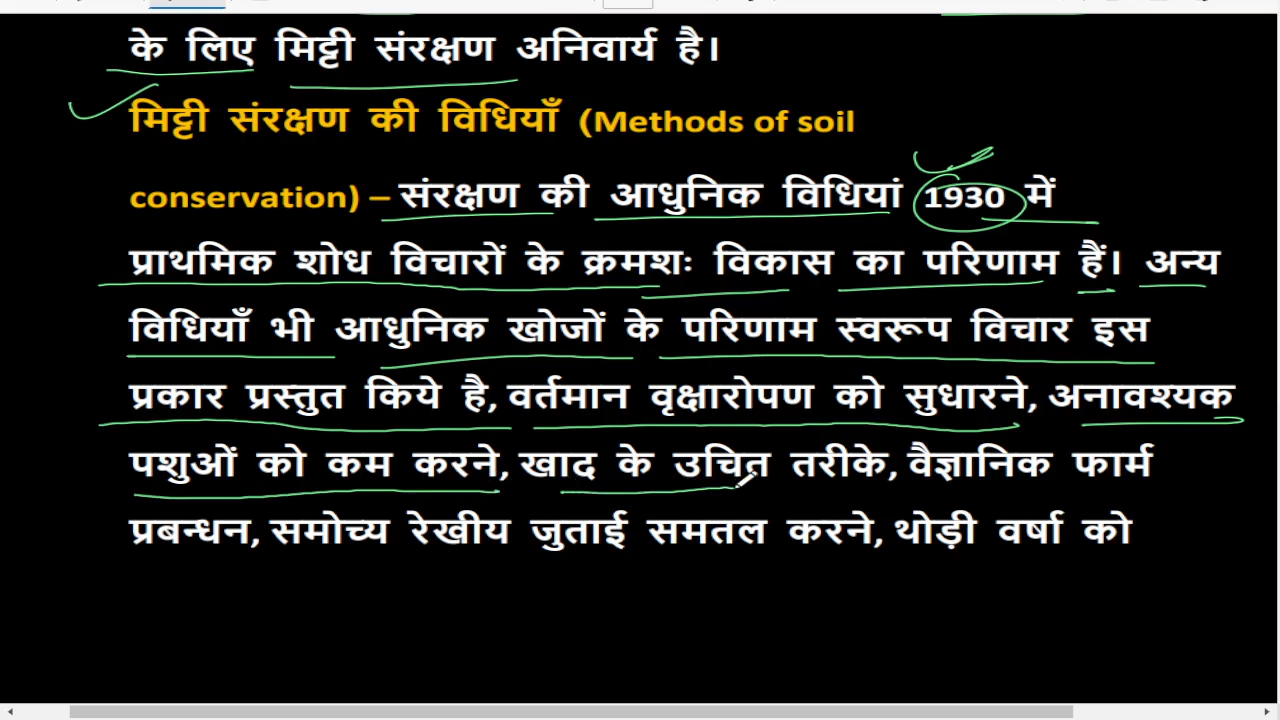 के लिए मिट्टी संरक्षण अनिवार्य है।
मिट्टी संरक्षण की विधियाँ (Methods of soil
conservation) – संरक्षण की आधुनिक विधियां 1930 में
प्राथमिक शोध विचारों के क्रमशः विकास का परिणाम हैं। अन्य
विधियाँ भी आधुनिक खोजों के परिणाम स्वरूप विचार इस
प्रकार प्रस्तुत किये है, वर्तमान वृक्षारोपण को सुधारने, अनावश्यक
पशुओं को कम करने, खाद के उचित तरीके, वैज्ञानिक फार्म
प्रबन्धन, समोच्य रेखीय जुताई समतल करने, थोड़ी वर्षा को